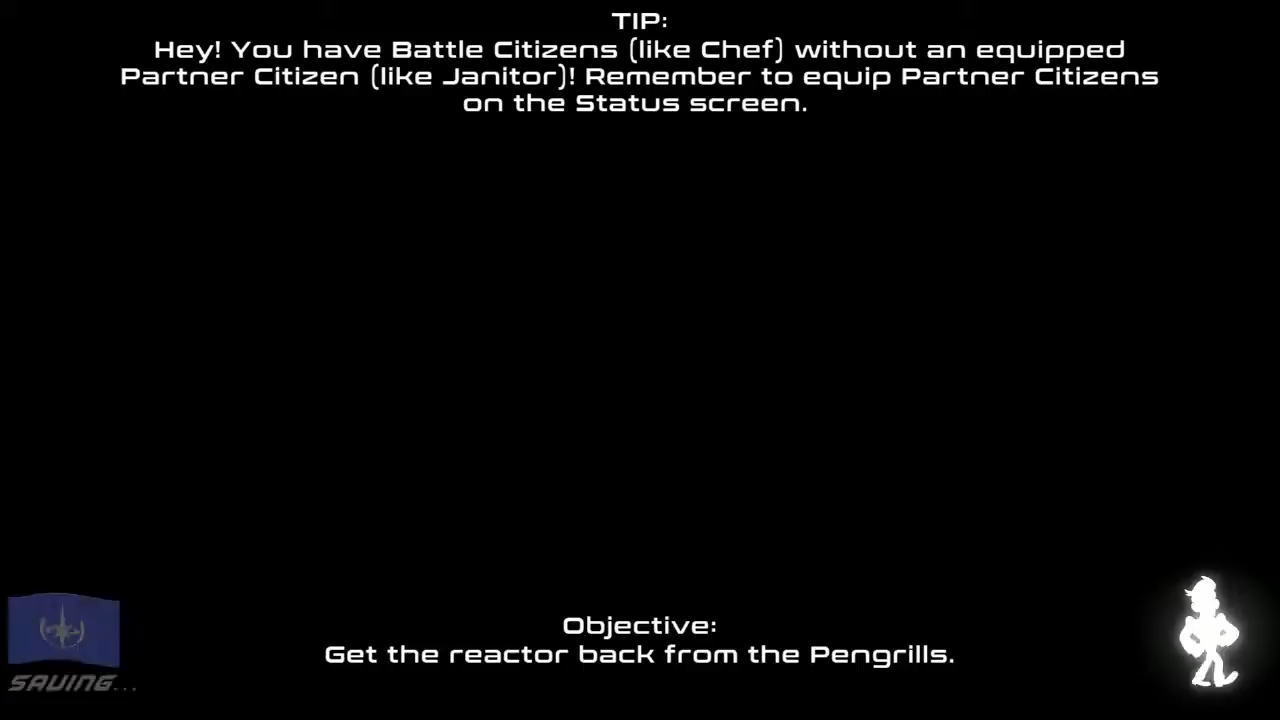 TIP:
Hey! You have Battle Citizens (like Chef) without an equipped
Partner Citizen (like Janitor)! Remember to equip Partner Citizens
on the Status screen.
Objective:
Get the reactor back from the Pengrills.
SAVING...